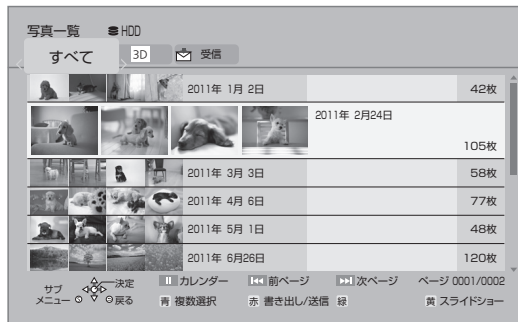 写真一覧 HDD
すべて 3D 受信
2011年 1月 2日 42枚
2011年 2月24日
105枚
2011年 3月 3日 58枚
2011年 4月 6日 77枚
2011年 5月 1日 48枚
2011年 6月26日 120枚
サブメニュー 決定 戻る
カレンダー 前ページ 次ページ ページ 0001/0002
青 複数選択 赤 書き出し/送信 緑 黄 スライドショー